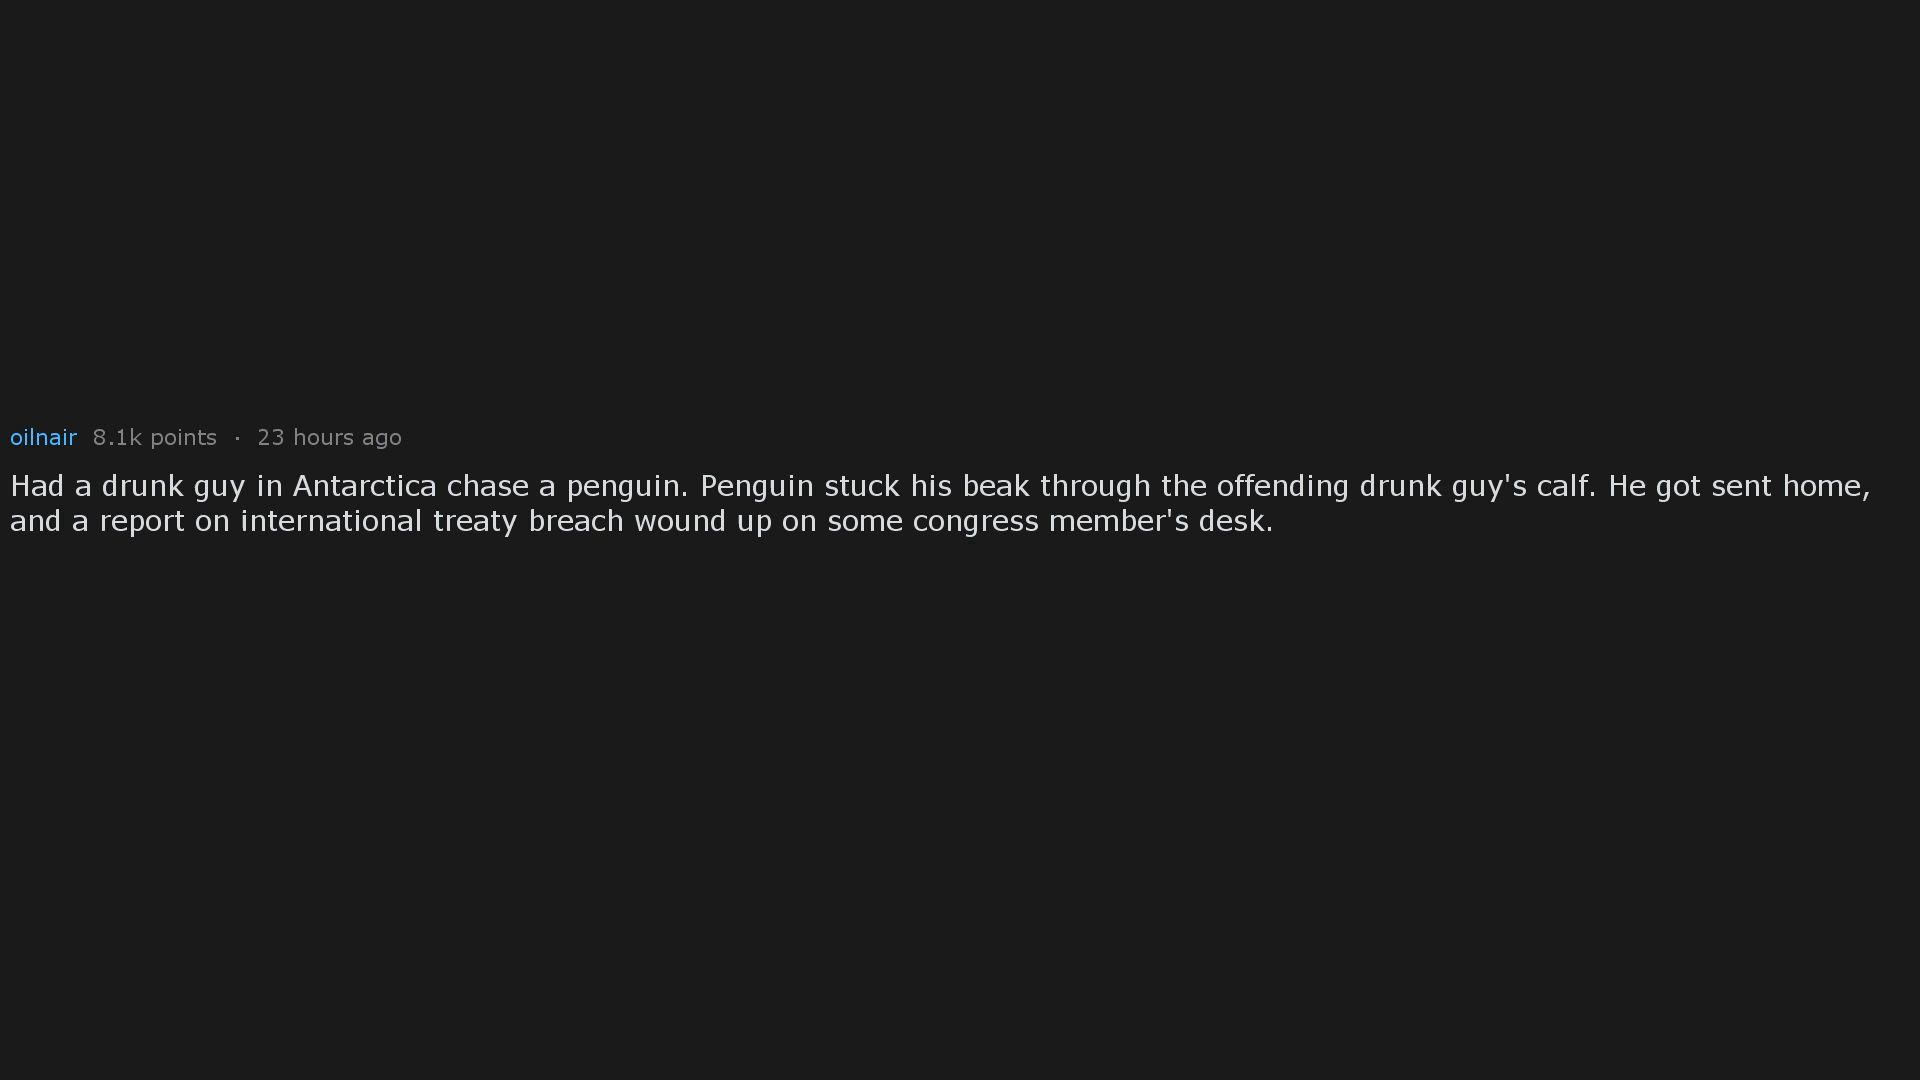 oilnair 8.1k points · 23 hours ago
Had a drunk guy in Antarctica chase a penguin. Penguin stuck his beak through the offending drunk guy's calf. He got sent home,
and a report on international treaty breach wound up on some congress member's desk.